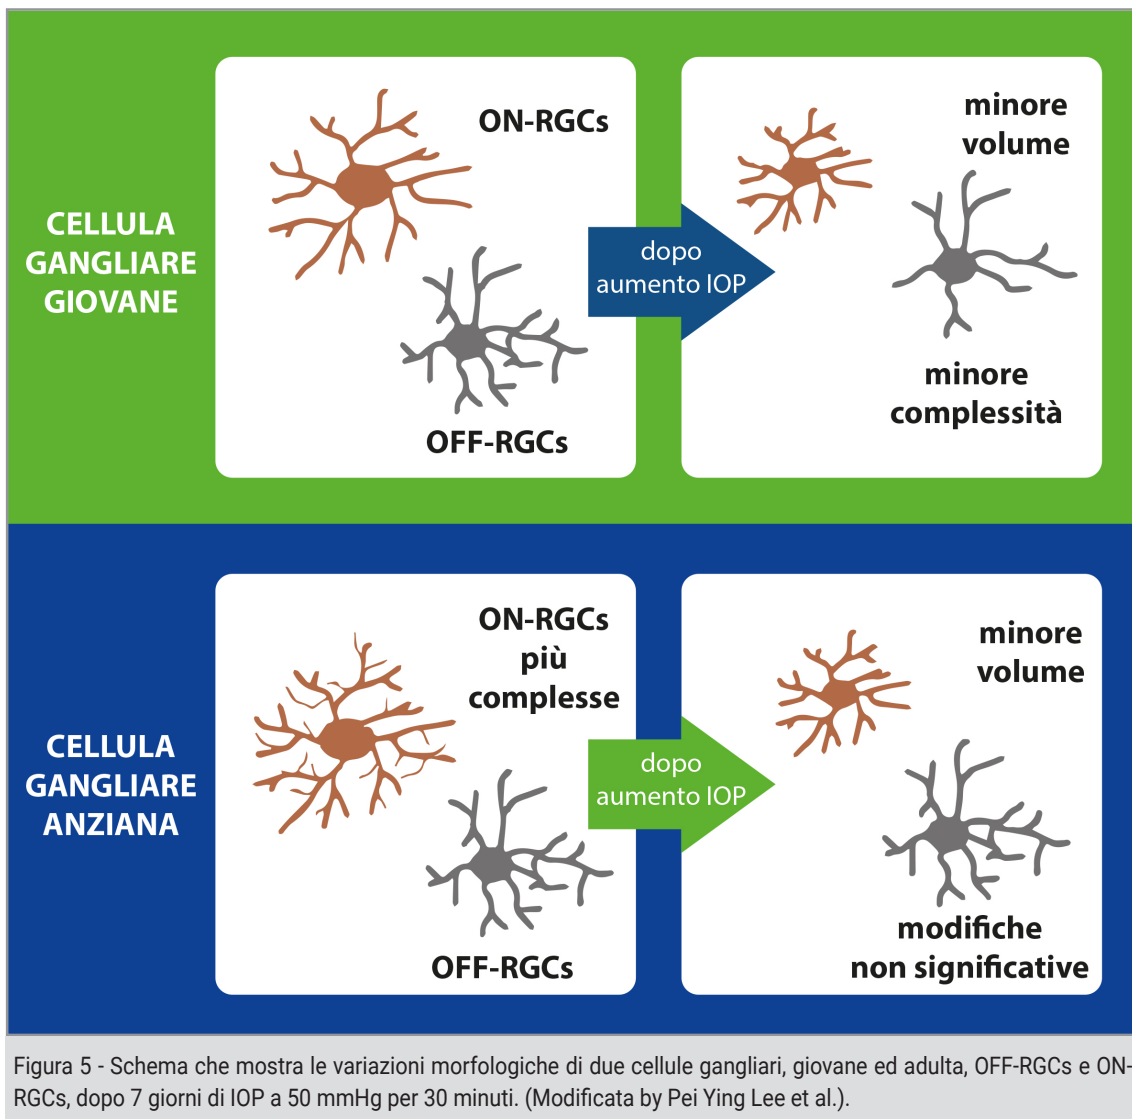 CELLULA
GANGLIARE
GIOVANE
ON-RGCs
OFF-RGCs
dopo
aumento IOP
minore
volume
minore
complessità
CELLULA
GANGLIARE
ANZIANA
ON-RGCs
più
complesse
OFF-RGCs
dopo
aumento IOP
minore
volume
modifiche
non significative
Figura 5 - Schema che mostra le variazioni morfologiche di due cellule gangliari, giovane ed adulta, OFF-RGCs e ON-
RGCs, dopo 7 giorni di IOP a 50 mmHg per 30 minuti. (Modificata by Pei Ying Lee et al.).